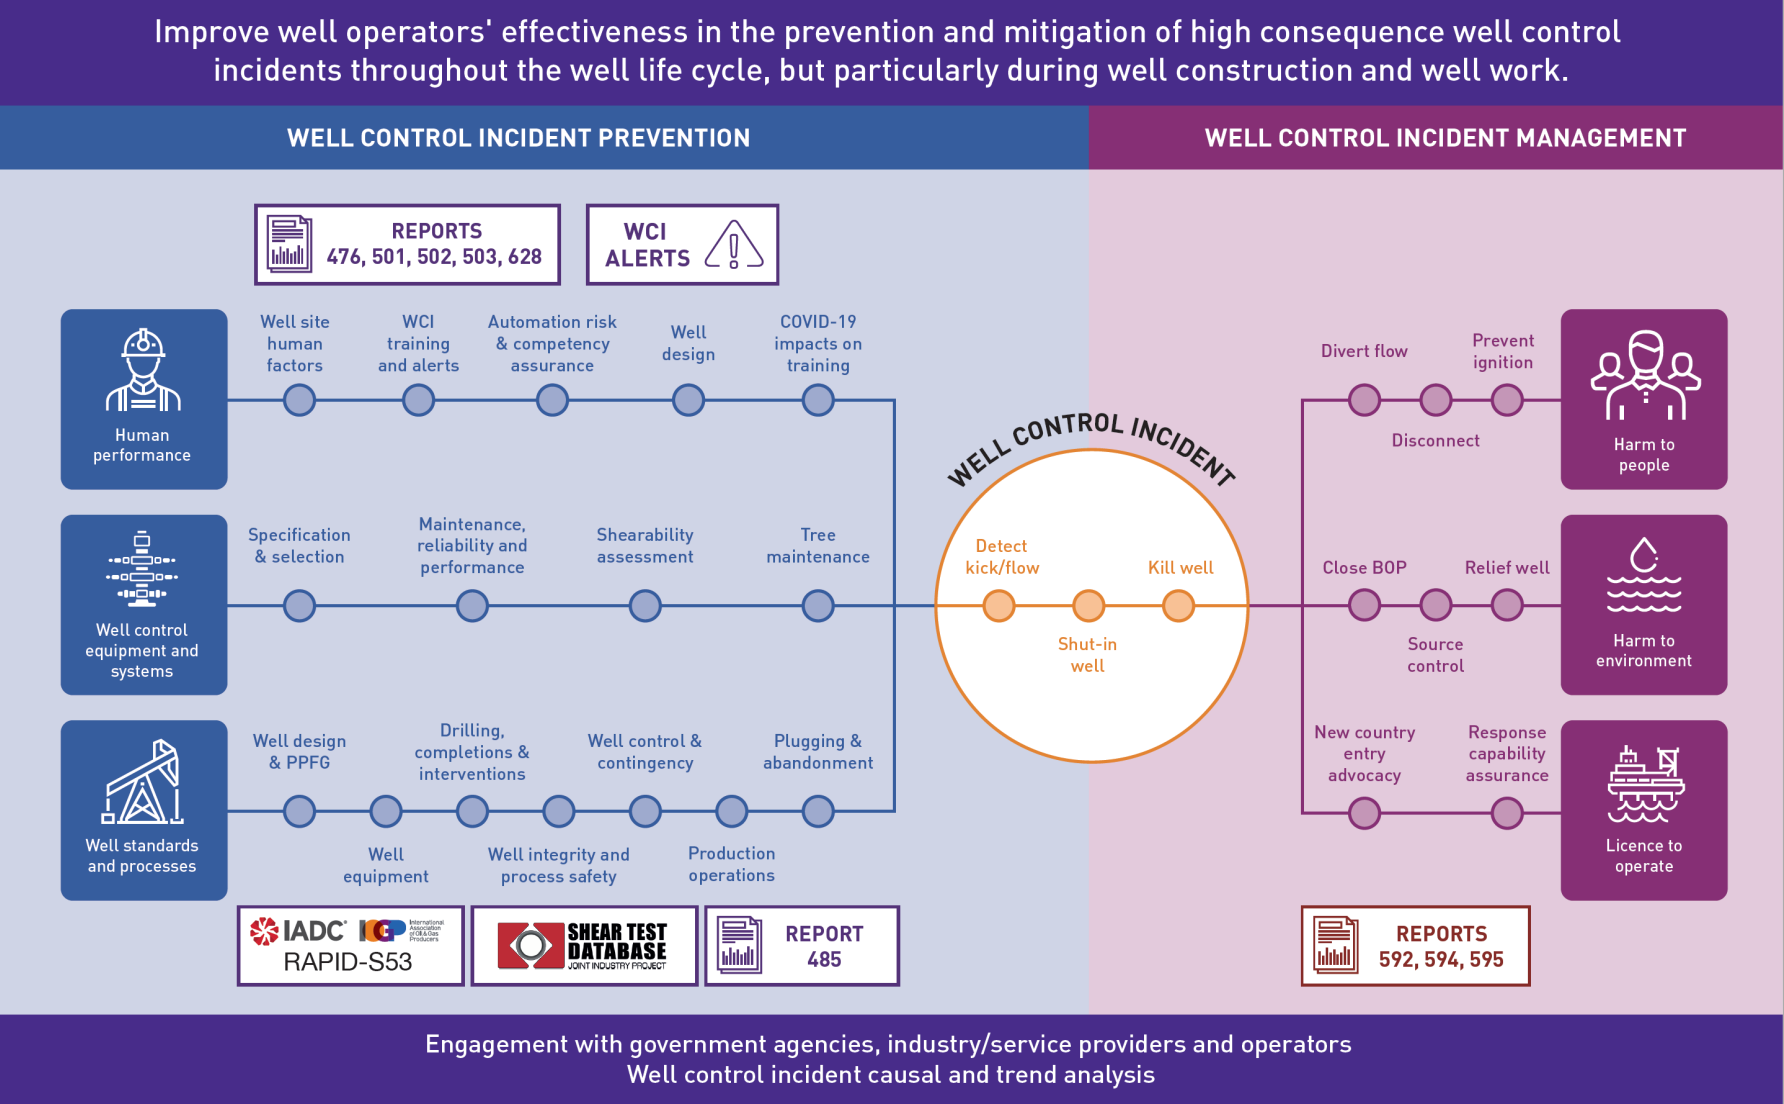 Improve well operators' effectiveness in the prevention and mitigation of high consequence well control
incidents throughout the well life cycle, but particularly during well construction and well work.
WELL CONTROL INCIDENT PREVENTION
WELL CONTROL INCIDENT MANAGEMENT
REPORTS
476, 501, 502, 503, 628
WCI
ALERTS
Human
performance
Well site
human
factors
WCI
training
and alerts
Automation risk
& competency
assurance
Well
design
COVID-19
impacts on
training
Well control
equipment and
systems
Specification
& selection
Maintenance,
reliability and
performance
Shearability
assessment
Tree
maintenance
Well standards
and processes
Well design
& PPFG
Well
equipment
Drilling,
completions &
interventions
Well integrity and
process safety
Well control &
contingency
Production
operations
Plugging &
abandonment
WELL CONTROL INCIDENT
Detect
kick/flow
Shut-in
well
Kill well
Divert flow
Disconnect
Prevent
ignition
Harm to
people
Close BOP
Source
control
Relief well
Harm to
environment
New country
entry
advocacy
Response
capability
assurance
Licence to
operate
IADC
IOGP
International
Association
of Oil & Gas
Producers
RAPID-S53
SHEAR TEST
DATABASE
JOINT INDUSTRY PROJECT
REPORT
485
REPORTS
592, 594, 595
Engagement with government agencies, industry/service providers and operators
Well control incident causal and trend analysis